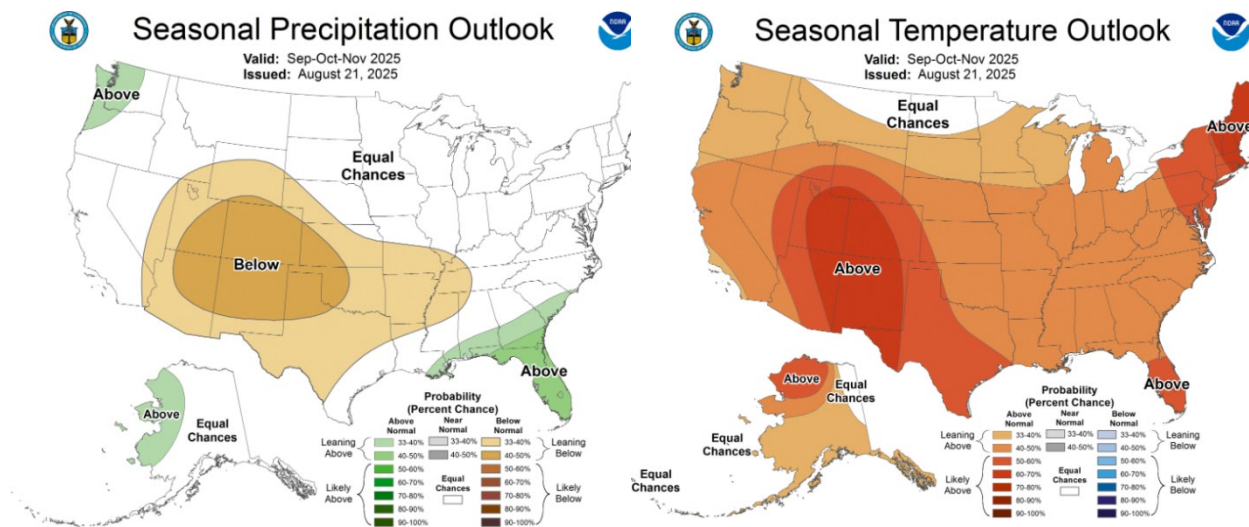 Seasonal Precipitation Outlook
Valid: Sep-Oct-Nov 2025
Issued: August 21, 2025
NOAA
Above
Equal
Chances
Below
Above
Above
Equal
Chances
Probability
(Percent Chance)
Above
Normal
Near
Normal
Below
Normal
Leaning
Above
33-40%
33-40%
33-40%
Leaning
Below
40-50%
40-50%
40-50%
Likely
Above
50-60%
50-60%
Likely
Below
60-70%
60-70%
70-80%
Equal
Chances
70-80%
80-90%
80-90%
90-100%
90-100%
Seasonal Temperature Outlook
Valid: Sep-Oct-Nov 2025
Issued: August 21, 2025
NOAA
Equal
Chances
Above
Above
Above
Above
Equal
Chances
Equal
Chances
Equal
Chances
Probability
(Percent Chance)
Above
Normal
Near
Normal
Below
Normal
Leaning
Above
33-40%
33-40%
33-40%
Leaning
Below
40-50%
40-50%
40-50%
Likely
Above
50-60%
50-60%
Likely
Below
60-70%
60-70%
70-80%
Equal
Chances
70-80%
80-90%
80-90%
90-100%
90-100%